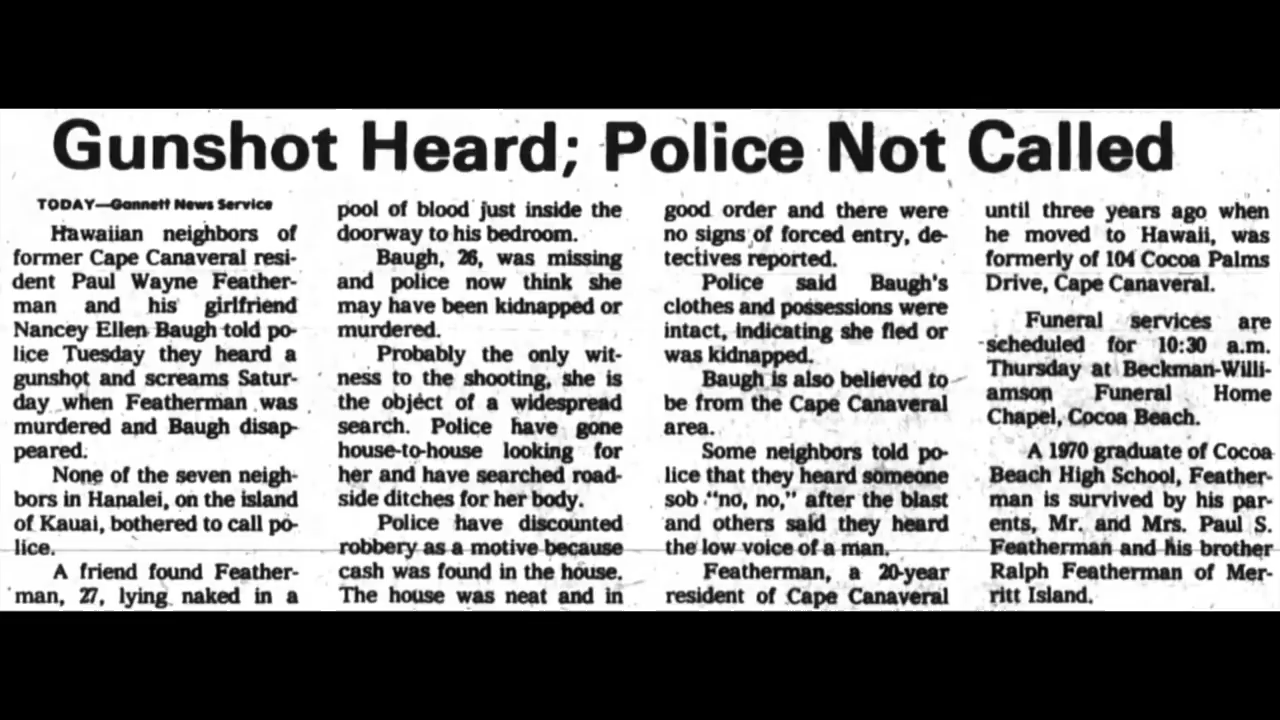 Gunshot Heard; Police Not Called
TODAY—Gannett News Service
Hawaiian neighbors of
former Cape Canaveral resi-
dent Paul Wayne Feather-
man and his girlfriend
Nancey Ellen Baugh told po-
lice Tuesday they heard a
gunshot and screams Satur-
day when Featherman was
murdered and Baugh disap-
peared.
None of the seven neigh-
bors in Hanalei, on the island
of Kauai, bothered to call po-
lice.
A friend found Feather-
man, 27, lying naked in a
pool of blood just inside the
doorway to his bedroom.
Baugh, 26, was missing
and police now think she
may have been kidnapped or
murdered.
Probably the only wit-
ness to the shooting, she is
the object of a widespread
search. Police have gone
house-to-house looking for
her and have searched road-
side ditches for her body.
Police have discounted
robbery as a motive because
cash was found in the house.
The house was neat and in
good order and there were
no signs of forced entry, de-
tectives reported.
Police said Baugh's
clothes and possessions were
intact, indicating she fled or
was kidnapped.
Baugh is also believed to
be from the Cape Canaveral
area.
Some neighbors told po-
lice that they heard someone
sob "no, no," after the blast
and others said they heard
the low voice of a man.
Featherman, a 20-year
resident of Cape Canaveral
until three years ago when
he moved to Hawaii, was
formerly of 104 Cocoa Palms
Drive, Cape Canaveral.
Funeral services are
scheduled for 10:30 a.m.
Thursday at Beckman-Willi-
amson Funeral Home
Chapel, Cocoa Beach.
A 1970 graduate of Cocoa
Beach High School, Feather-
man is survived by his par-
ents, Mr. and Mrs. Paul S.
Featherman and his brother
Ralph Featherman of Mer-
ritt Island.